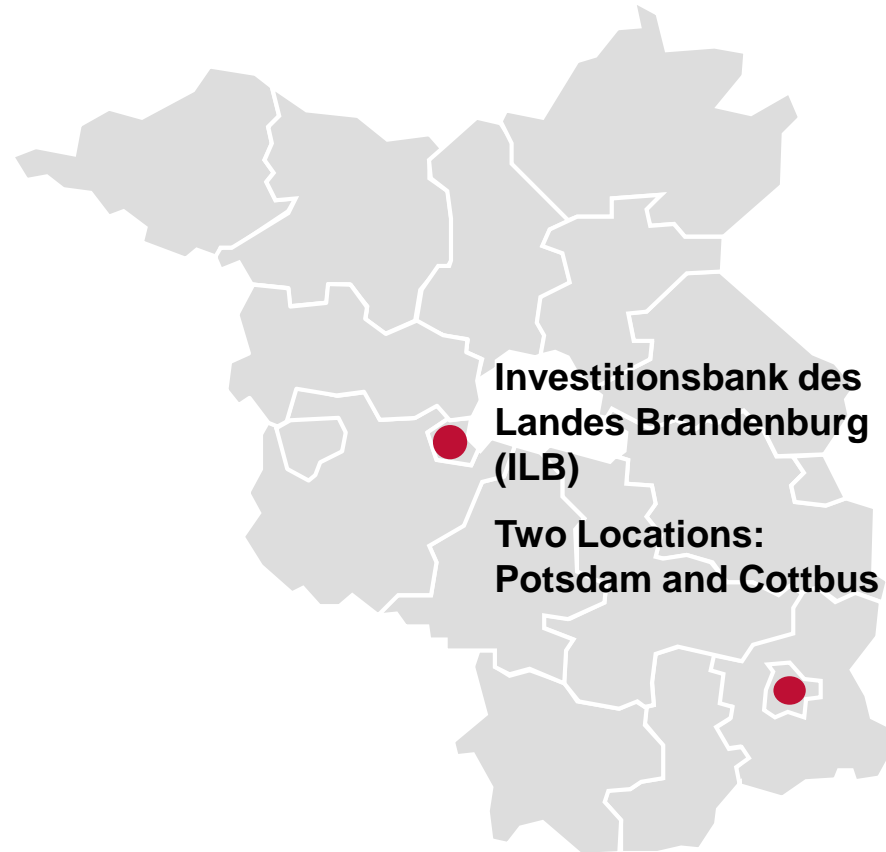 Investitionsbank des
Landes Brandenburg
(ILB)
Two Locations:
Potsdam and Cottbus